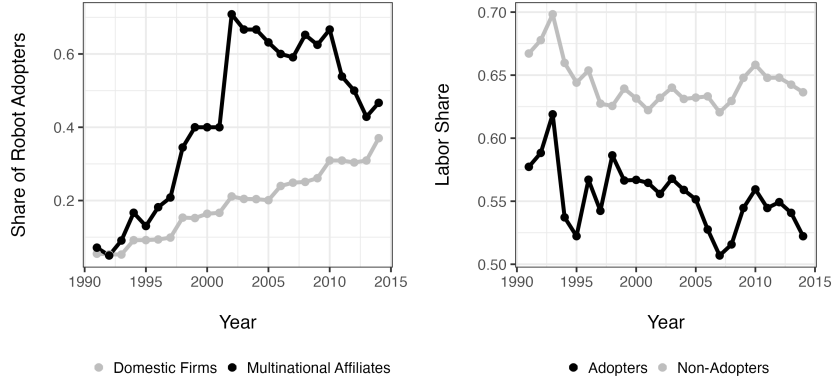 Share of Robot Adopters
0.6
0.4
0.2
1990 1995 2000 2005 2010 2015
Year
Domestic Firms Multinational Affiliates
Labor Share
0.70
0.65
0.60
0.55
0.50
1990 1995 2000 2005 2010 2015
Year
Adopters Non-Adopters